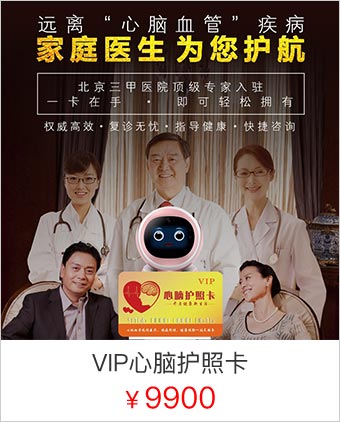 远离“心脑血管”疾病
家庭医生为您护航
北京三甲医院顶级专家入驻
一卡在手 · 即可轻松拥有
权威高效·复诊无忧·指导健康·快捷咨询
VIP
心脑护照卡
VIP心脑护照卡
¥9900